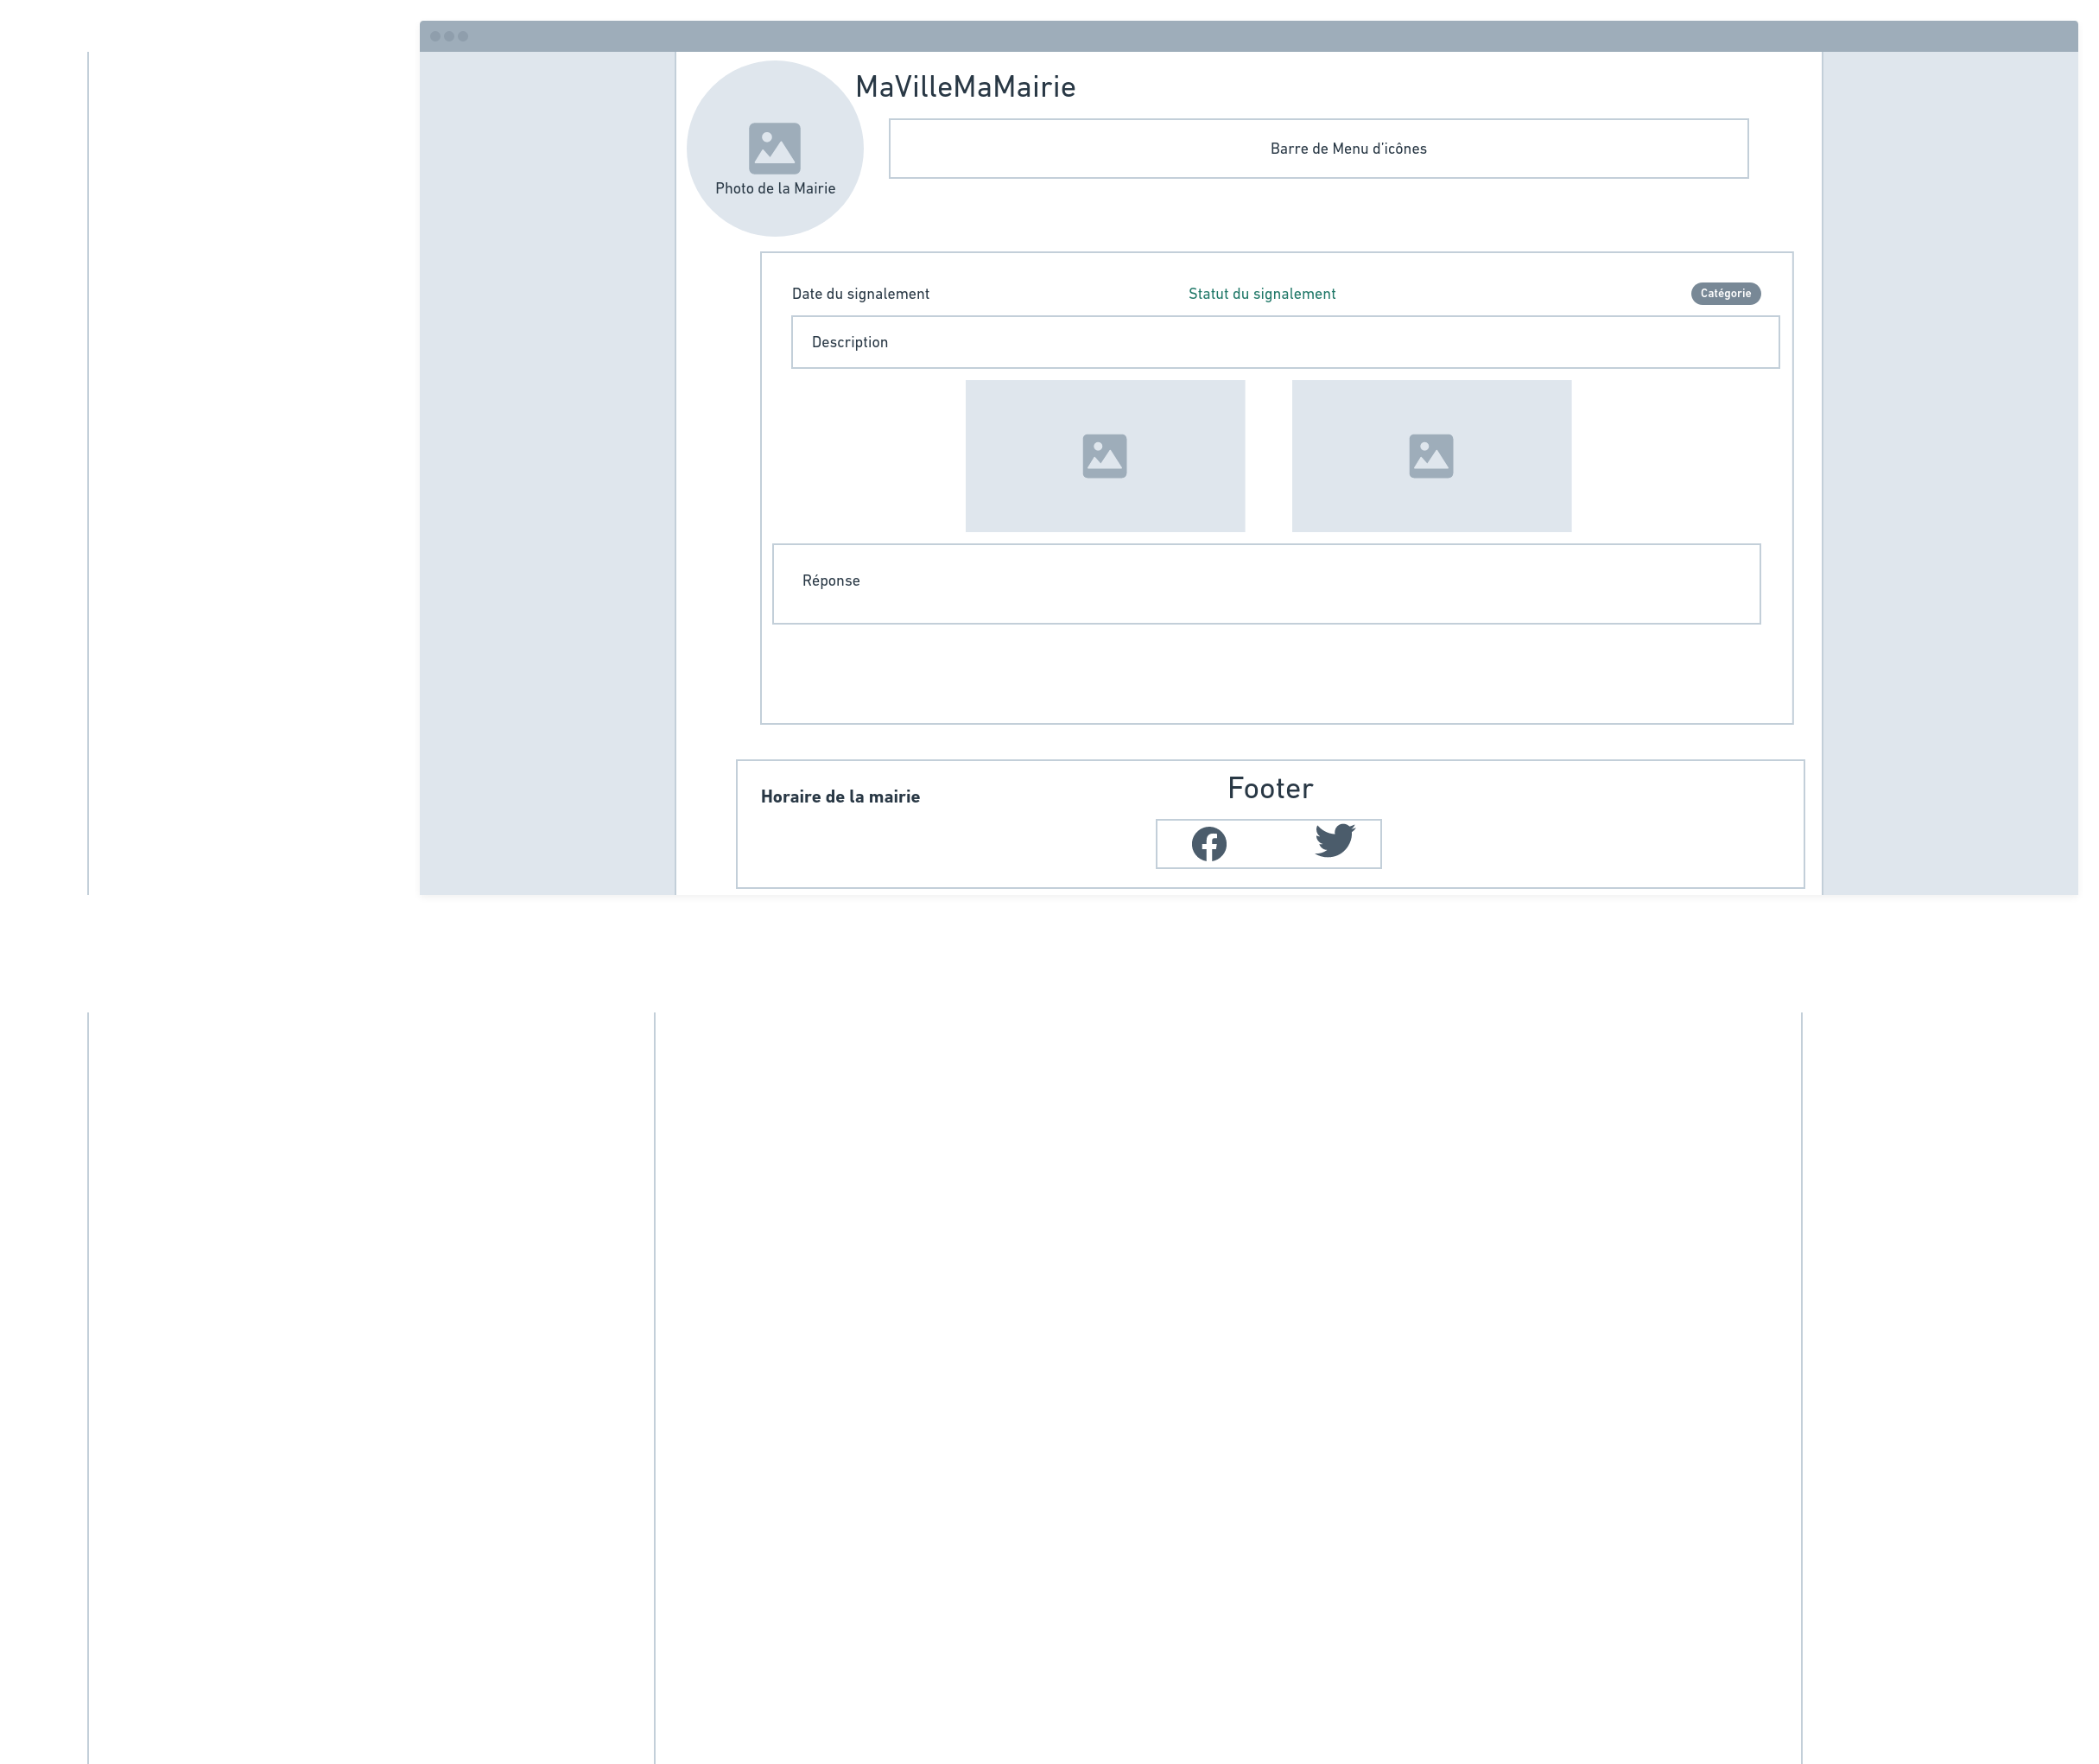 MaVilleMaMairie
Barre de Menu d'icônes
Photo de la Mairie
Date du signalement
Statut du signalement
Catégorie
Description
Réponse
Horaire de la mairie
Footer